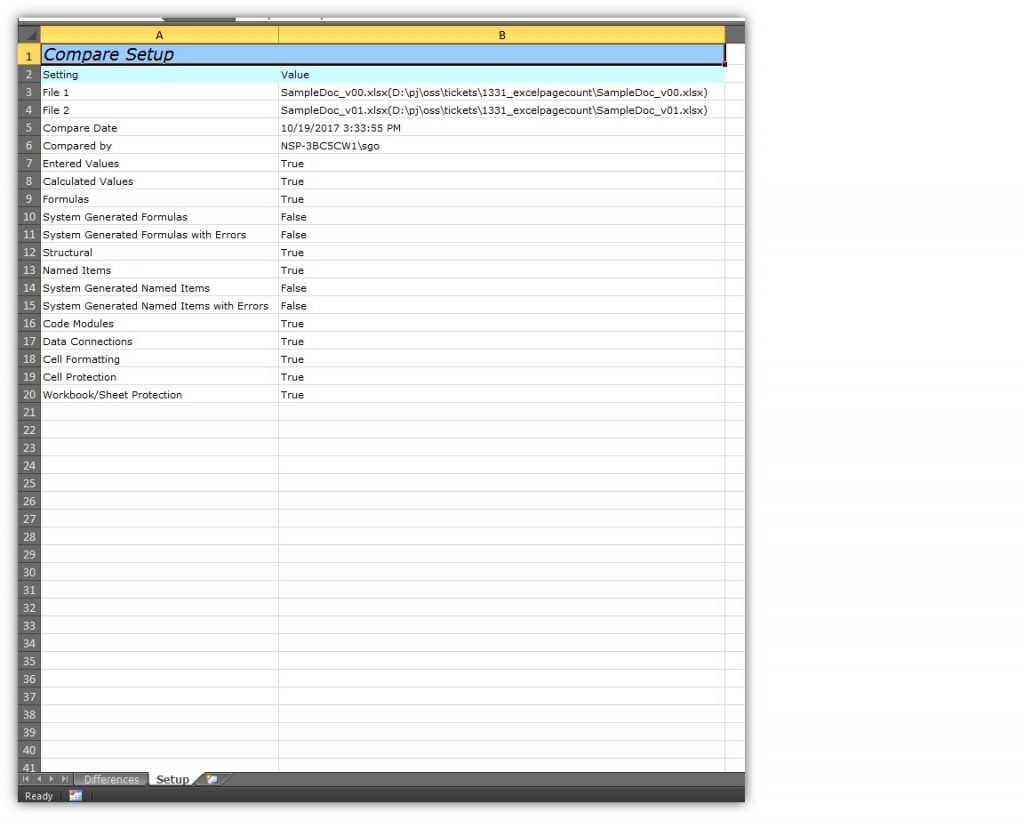 A B
1 Compare Setup
2 Setting Value
3 File 1 SampleDoc_v00.xlsx(D:\pj\oss\tickets\1331_excelpagecount\SampleDoc_v00.xlsx)
4 File 2 SampleDoc_v01.xlsx(D:\pj\oss\tickets\1331_excelpagecount\SampleDoc_v01.xlsx)
5 Compare Date 10/19/2017 3:33:55 PM
6 Compared by NSP-3BC5CW1\sgo
7 Entered Values True
8 Calculated Values True
9 Formulas True
10 System Generated Formulas False
11 System Generated Formulas with Errors False
12 Structural True
13 Named Items True
14 System Generated Named Items False
15 System Generated Named Items with Errors False
16 Code Modules True
17 Data Connections True
18 Cell Formatting True
19 Cell Protection True
20 Workbook/Sheet Protection True
21
22
23
24
25
26
27
28
29
30
31
32
33
34
35
36
37
38
39
40
41
Differences Setup
Ready